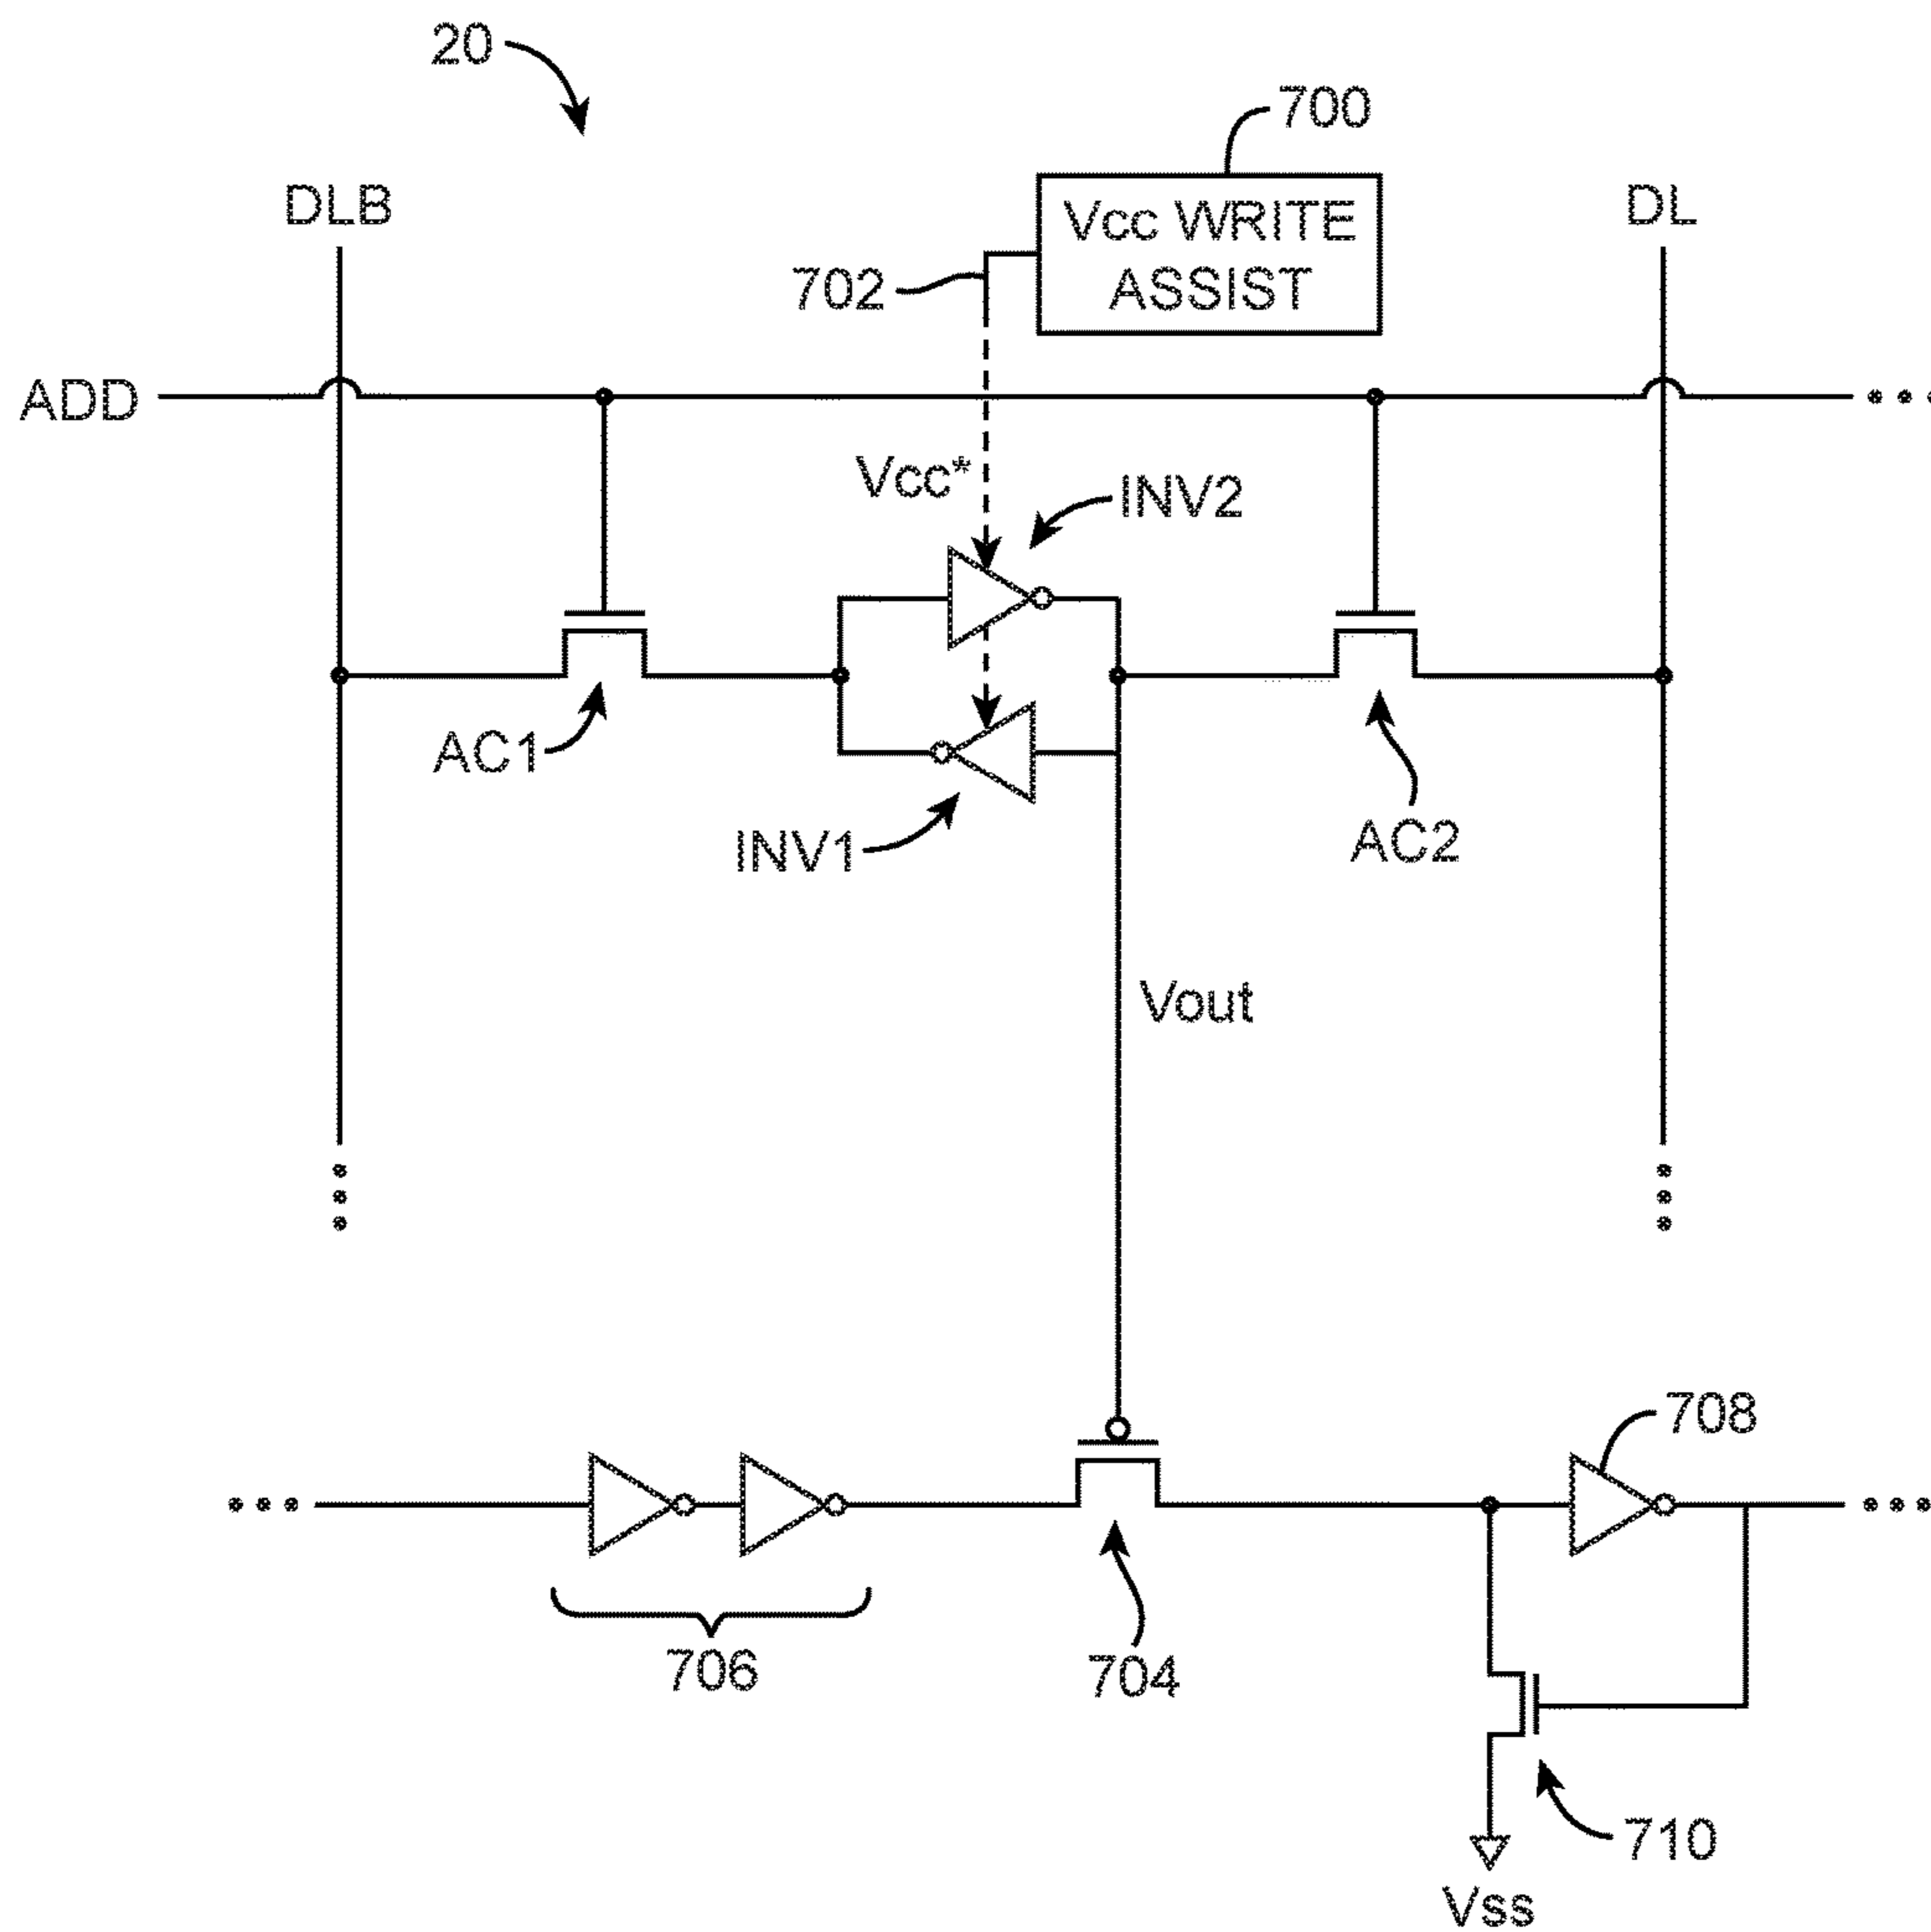 20
700
DLB
Vcc WRITE
ASSIST
DL
702
ADD
Vcc*
INV2
AC1
INV1
AC2
Vout
708
706
704
710
Vss